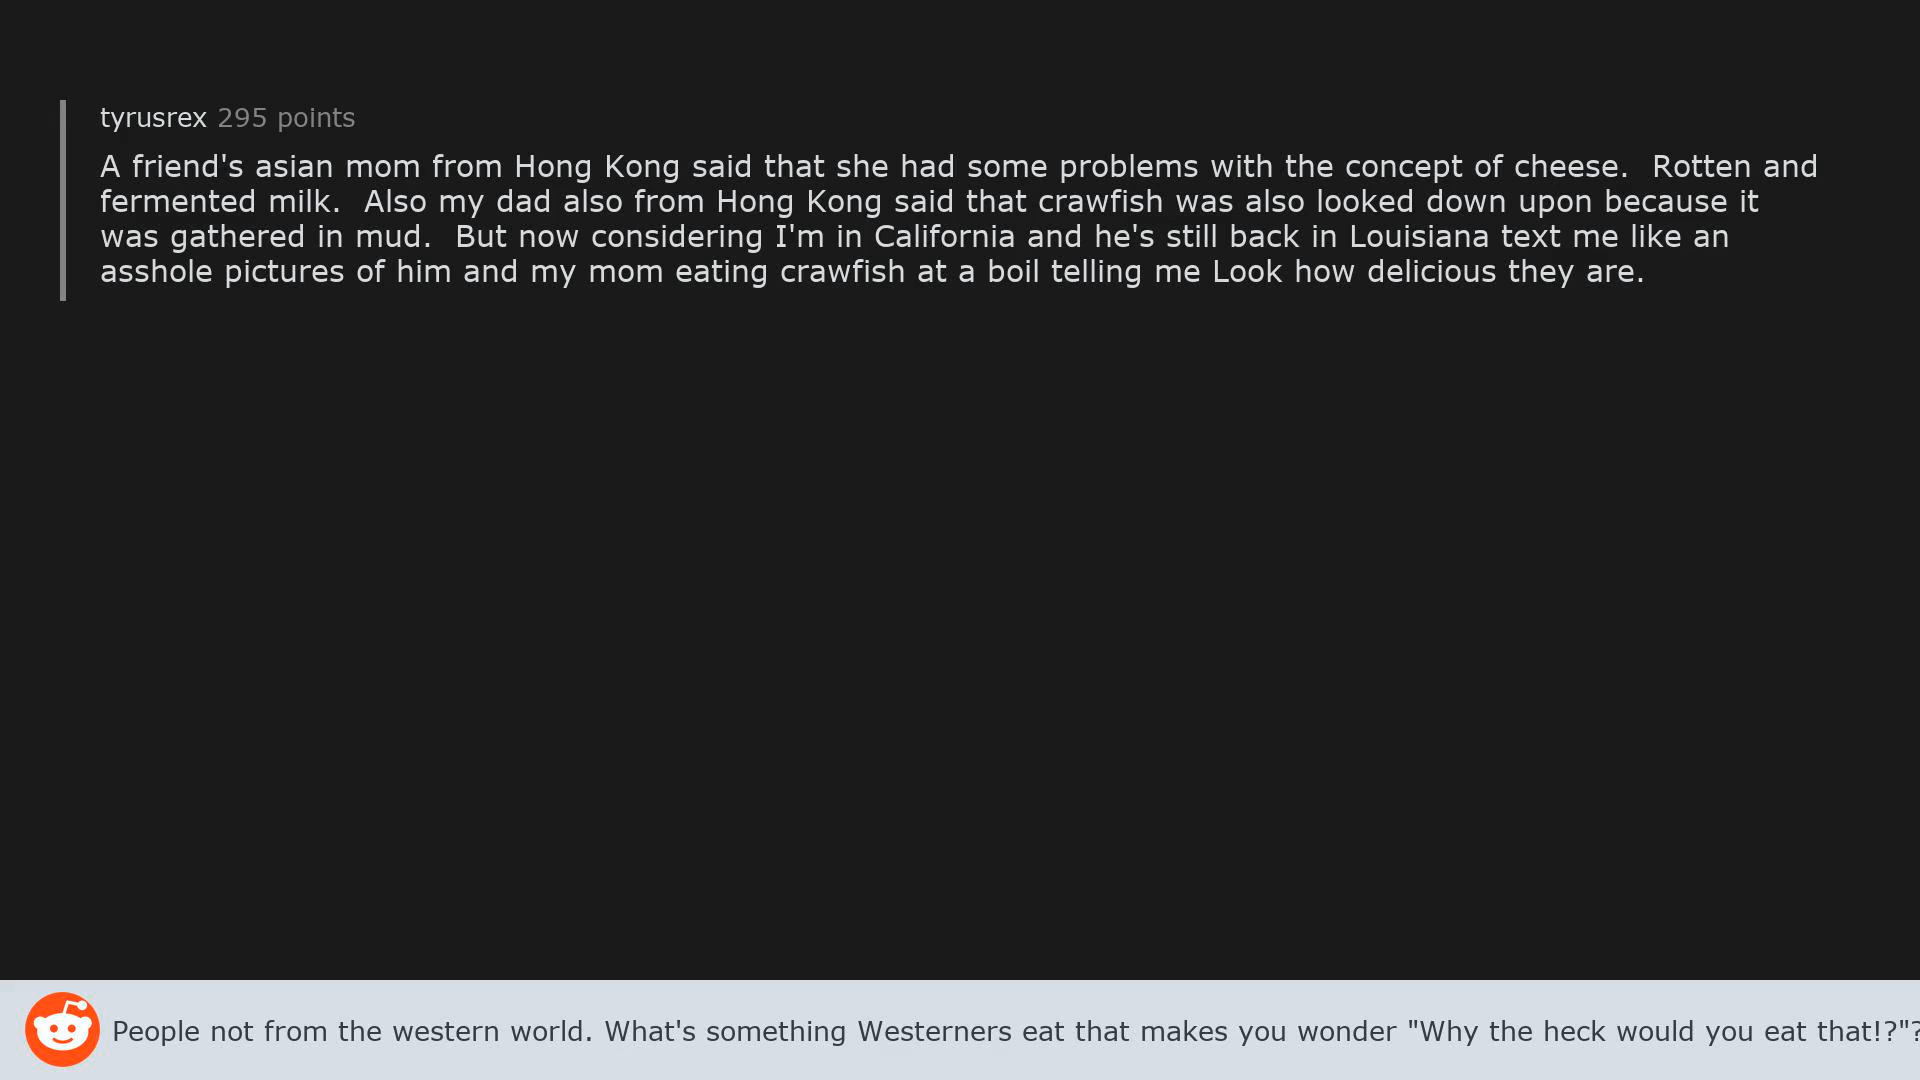 tyrusrex 295 points
A friend's asian mom from Hong Kong said that she had some problems with the concept of cheese.  Rotten and
fermented milk.  Also my dad also from Hong Kong said that crawfish was also looked down upon because it
was gathered in mud.  But now considering I'm in California and he's still back in Louisiana text me like an
asshole pictures of him and my mom eating crawfish at a boil telling me Look how delicious they are.
People not from the western world. What's something Westerners eat that makes you wonder "Why the heck would you eat that!?"?